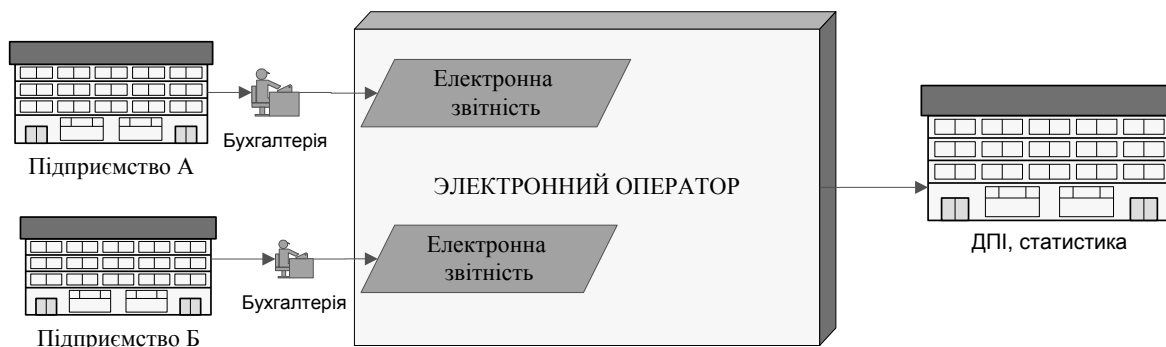 Електронна
звітність
Бухгалтерія
Підприємство А
ЭЛЕКТРОННИЙ ОПЕРАТОР
Електронна
звітність
ДПІ, статистика
Бухгалтерія
Підприємство Б